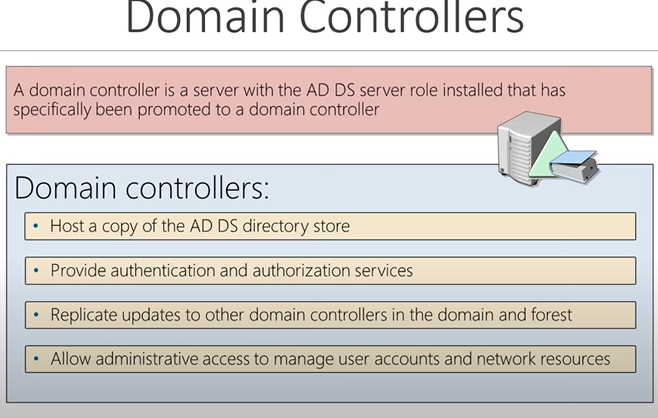 Domain Controllers
A domain controller is a server with the AD DS server role installed that has
specifically been promoted to a domain controller
Domain controllers:
• Host a copy of the AD DS directory store
• Provide authentication and authorization services
• Replicate updates to other domain controllers in the domain and forest
• Allow administrative access to manage user accounts and network resources